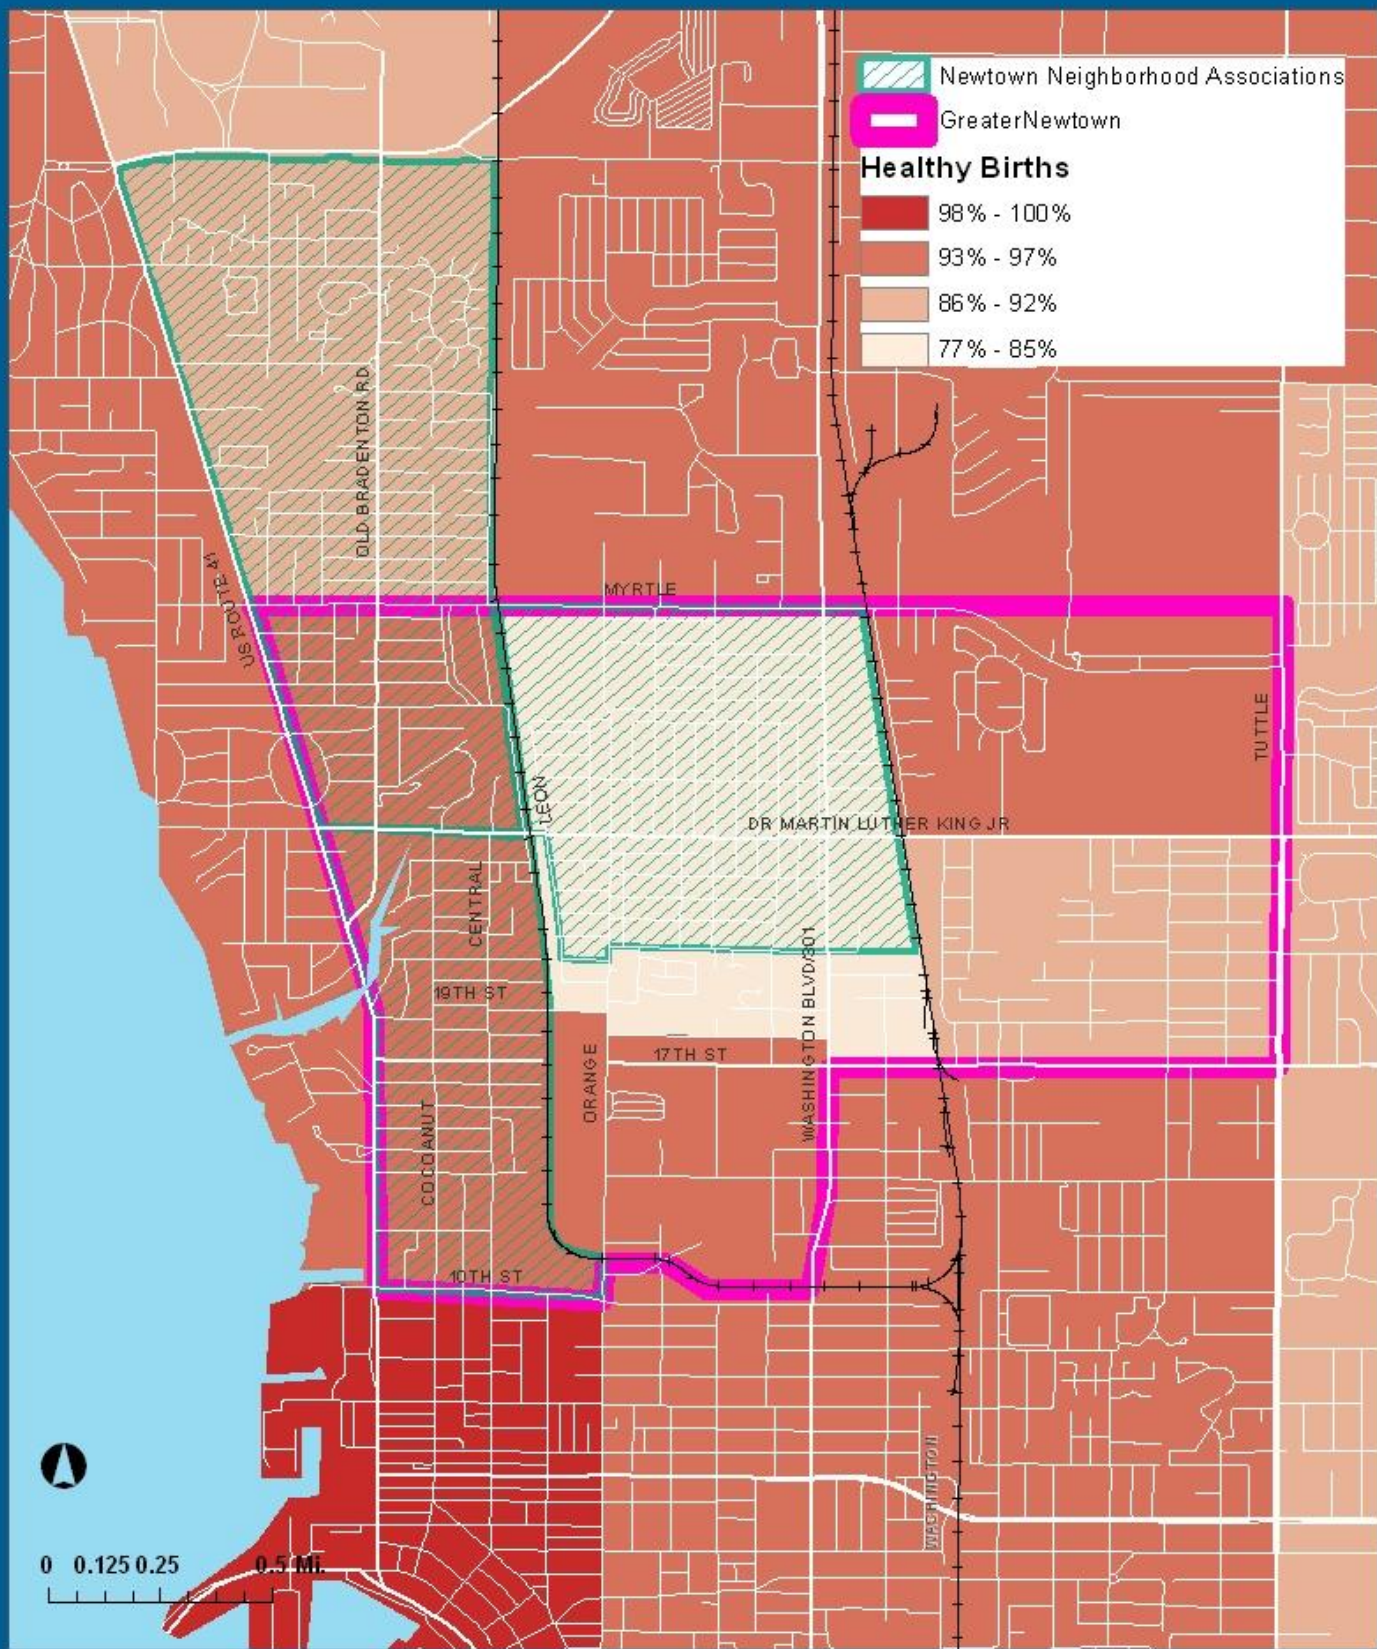 Newtown Neighborhood Associations
GreaterNewtown
Healthy Births
98% - 100%
93% - 97%
86% - 92%
77% - 85%
OLD BRADENTON RD
US ROUTE 41
MYRTLE
TUTTLE
LEON
DR MARTIN LUTHER KING JR
CENTRAL
19TH ST
WASHINGTON BLVD/301
17TH ST
ORANGE
COCOANUT
10TH ST
WASHINGTON
0 0.125 0.25 0.5 Mi.